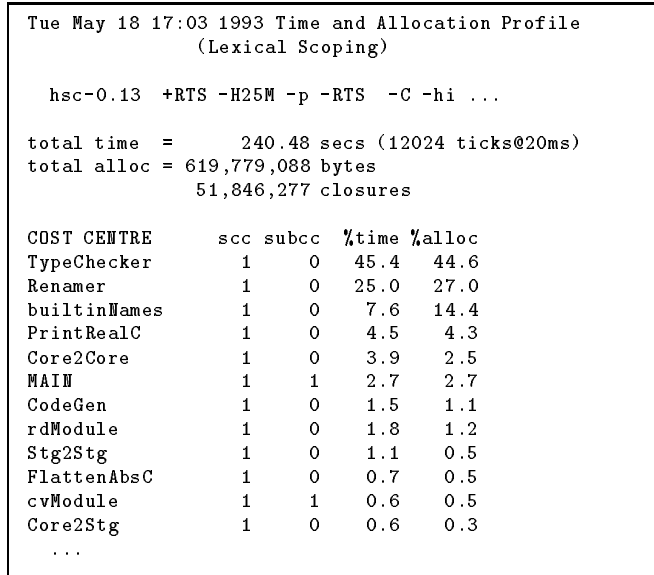 Tue May 18 17:03 1993 Time and Allocation Profile
(Lexical Scoping)
hsc-0.13 +RTS -H25M -p -RTS -C -hi ...
total time = 240.48 secs (12024 ticks@20ms)
total alloc = 619,779,088 bytes
51,846,277 closures
COST CENTRE scc subcc %time %alloc
TypeChecker 1 0 45.4 44.6
Renamer 1 0 25.0 27.0
builtinNames 1 0 7.6 14.4
PrintRealC 1 0 4.5 4.3
Core2Core 1 0 3.9 2.5
MAIN 1 1 2.7 2.7
CodeGen 1 0 1.5 1.1
rdModule 1 0 1.8 1.2
Stg2Stg 1 0 1.1 0.5
FlattenAbsC 1 0 0.7 0.5
cvModule 1 1 0.6 0.5
Core2Stg 1 0 0.6 0.3
...